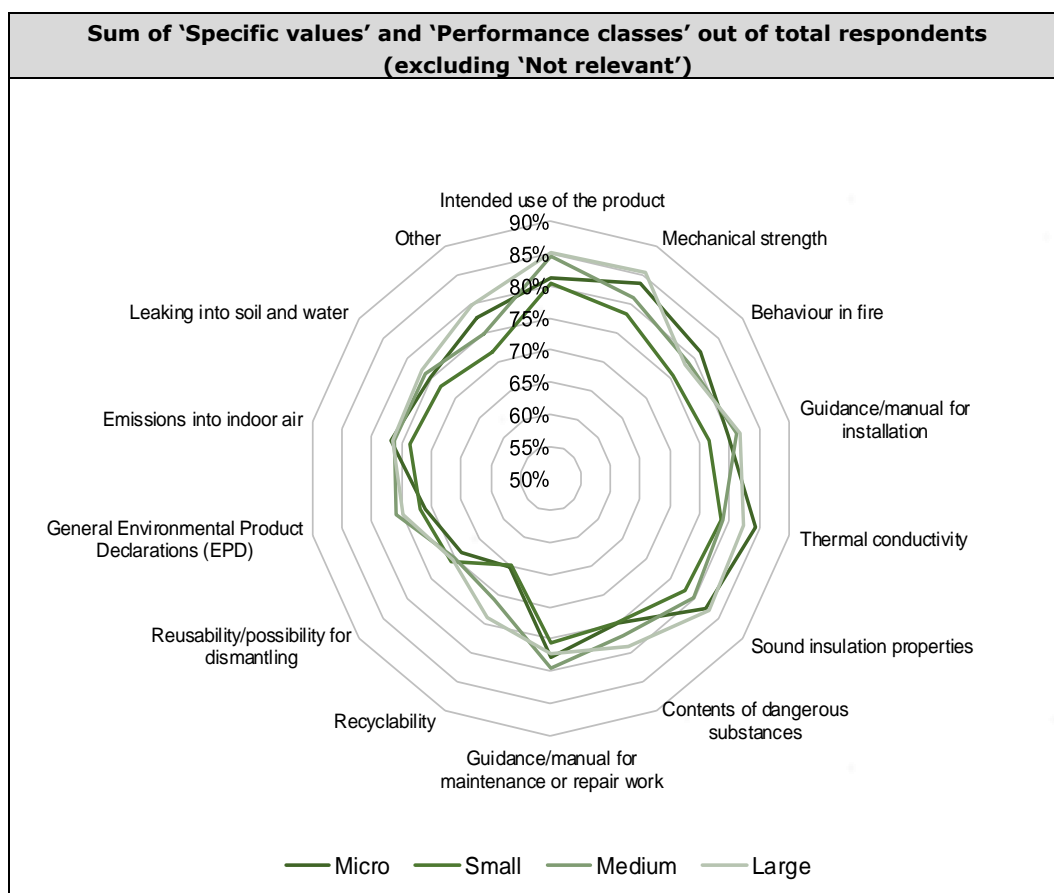 Sum of ‘Specific values’ and ‘Performance classes’ out of total respondents
(excluding ‘Not relevant’)
Intended use of the product
Mechanical strength
Behaviour in fire
Guidance/manual for
installation
Thermal conductivity
Sound insulation properties
Contents of dangerous
substances
Guidance/manual for
maintenance or repair work
Recyclability
Reusability/possibility for
dismantling
General Environmental Product
Declarations (EPD)
Emissions into indoor air
Leaking into soil and water
Other
90%
85%
80%
75%
70%
65%
60%
55%
50%
Micro
Small
Medium
Large